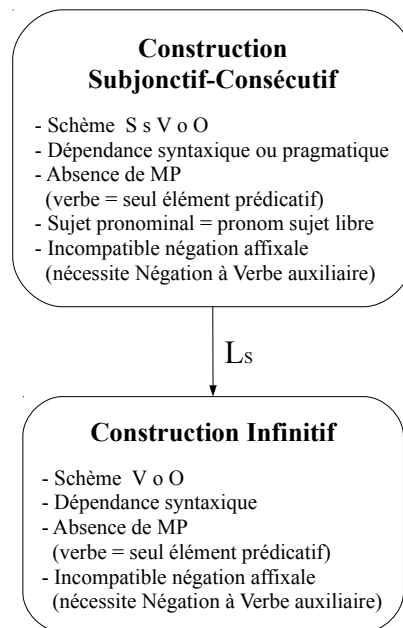 Construction
Subjonctif-Consécutif
- Schème S s V o O
- Dépendance syntaxique ou pragmatique
- Absence de MP
(verbe = seul élément prédicatif)
- Sujet pronominal = pronom sujet libre
- Incompatible négation affixale
(nécessite Négation à Verbe auxiliaire)
Ls
Construction Infinitif
- Schème V o O
- Dépendance syntaxique
- Absence de MP
(verbe = seul élément prédicatif)
- Incompatible négation affixale
(nécessite Négation à Verbe auxiliaire)